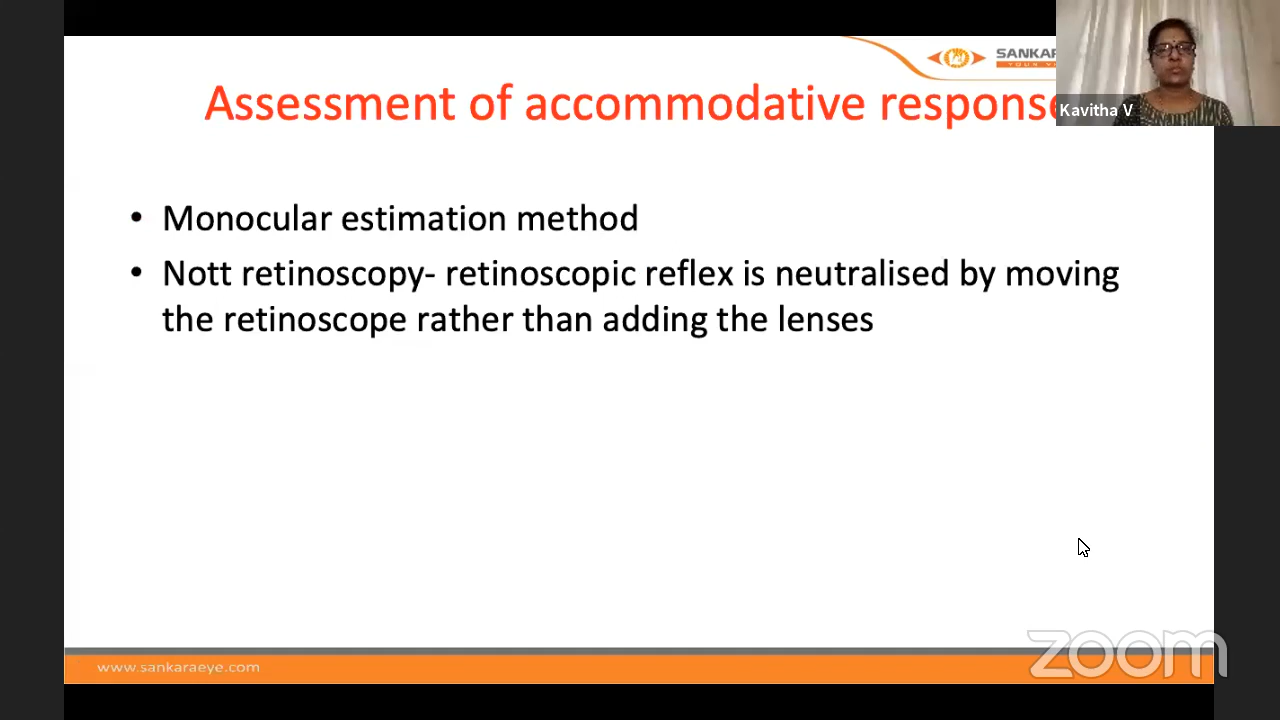 SANKARA
Assessment of accommodative response
Kavitha V
• Monocular estimation method
• Nott retinoscopy- retinoscopic reflex is neutralised by moving
the retinoscope rather than adding the lenses
www.sankaraeye.com
zoom